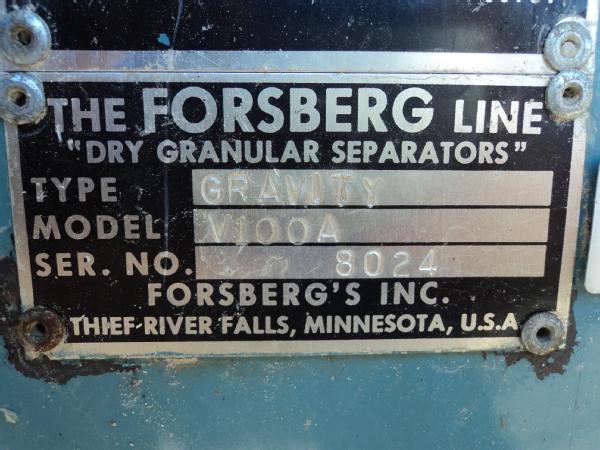 THE FORSBERG LINE
"DRY GRANULAR SEPARATORS"
TYPE GRAVITY
MODEL V100A
SER. NO. 8024
FORSBERG'S INC.
THIEF RIVER FALLS, MINNESOTA, U.S.A